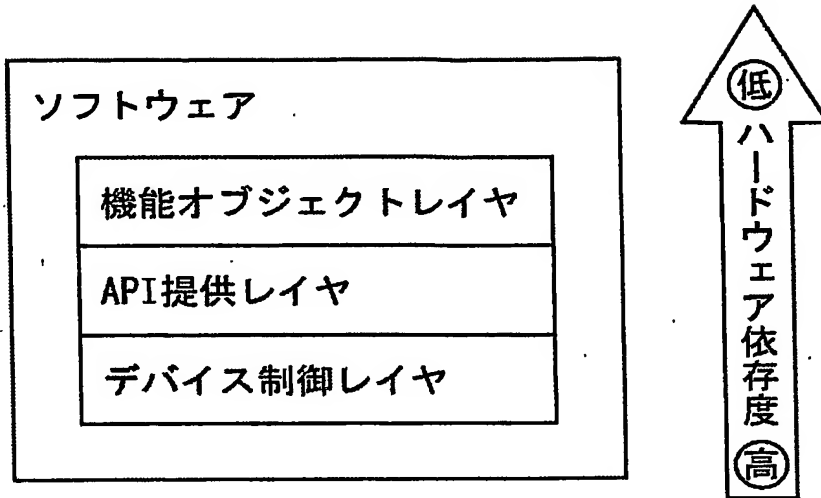 ソフトウェア
機能オブジェクトレイヤ
API提供レイヤ
デバイス制御レイヤ
低
ハードウェア依存度
高